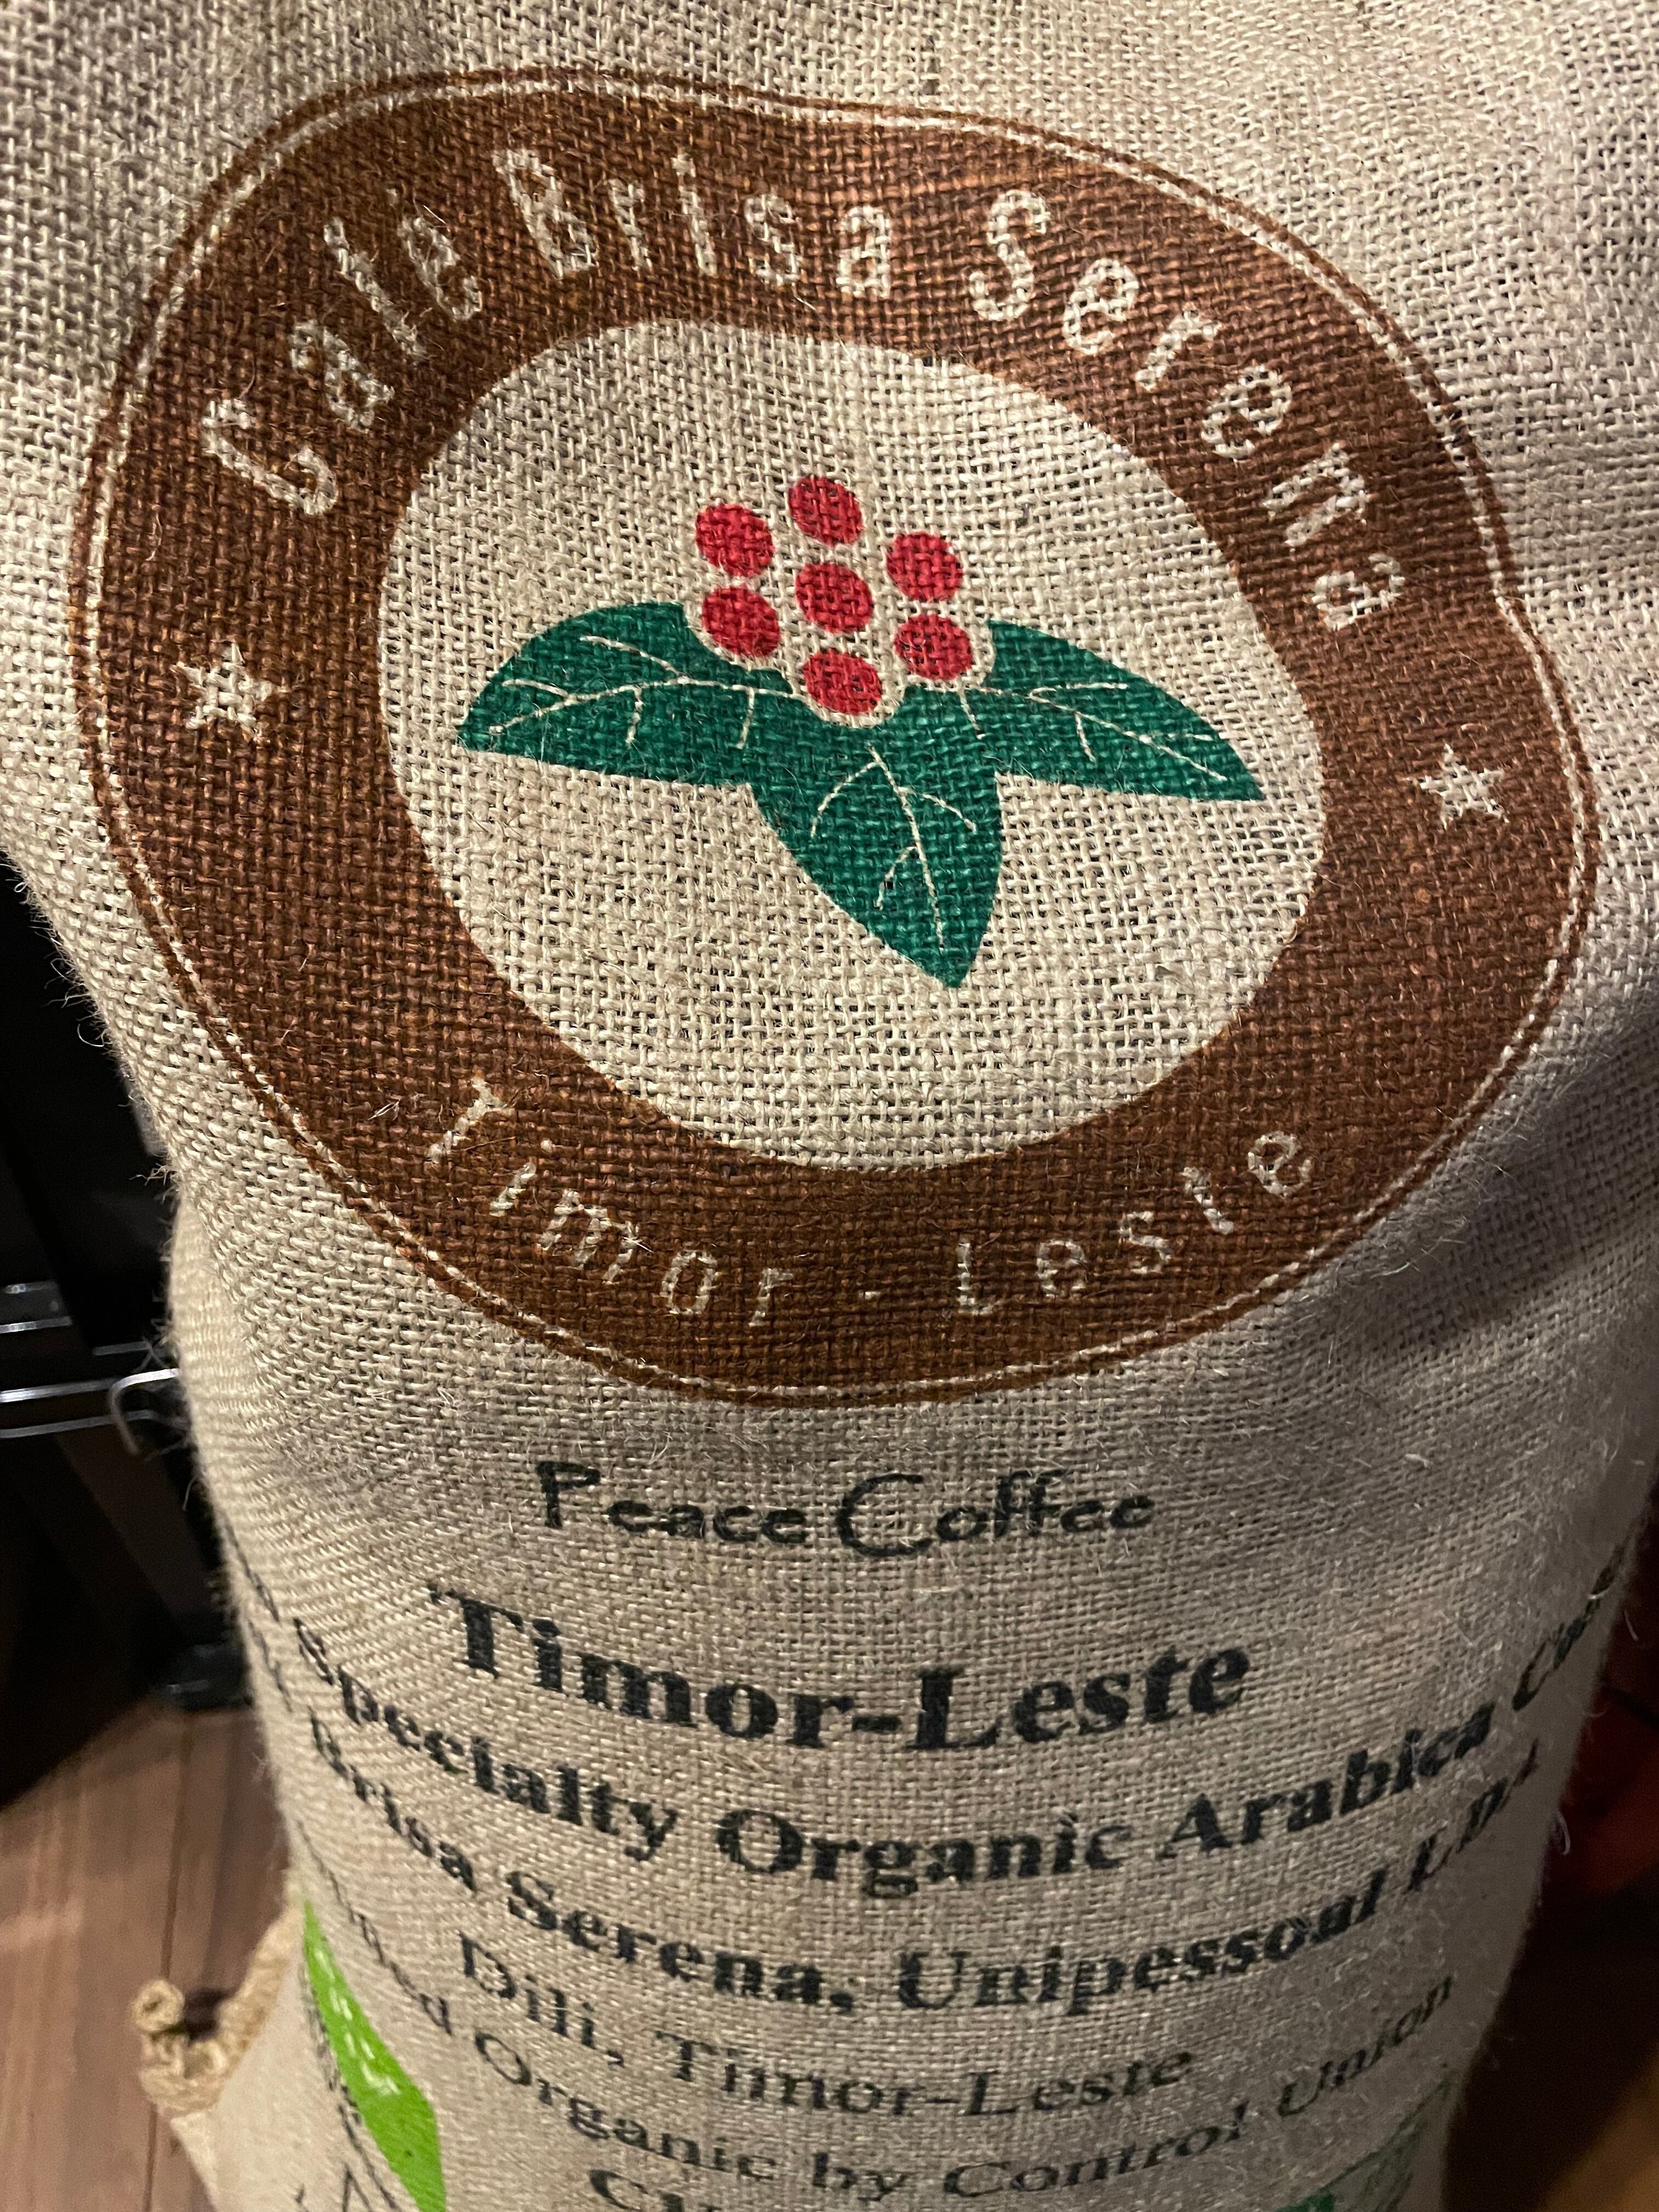 Cafe Brisa Serena
Timor-Leste
Peace Coffee
Timor-Leste
Specialty Organic Arabica
Brisa Serena, Unipessoal Lda
Dili, Timor-Leste
Organic by Control Union